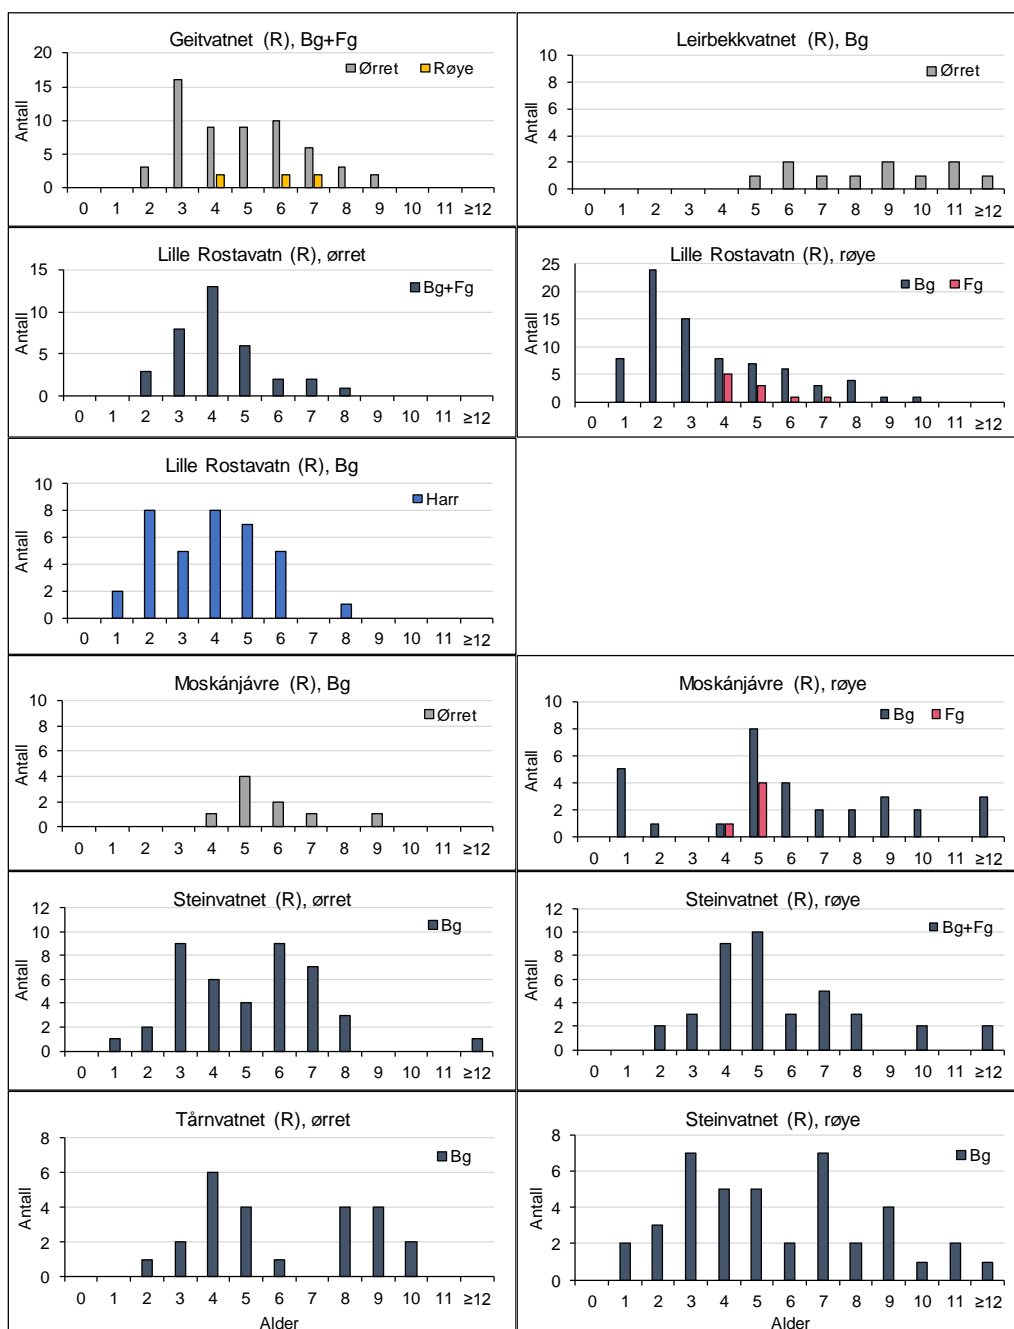 Geitvatnet (R), Bg+Fg
Ørret Røye
Antall
20
15
10
5
0
0 1 2 3 4 5 6 7 8 9 10 11 ≥12
Leirbekkvatnet (R), Bg
Ørret
Antall
10
8
6
4
2
0
0 1 2 3 4 5 6 7 8 9 10 11 ≥12
Lille Rostavatn (R), ørret
Bg+Fg
Antall
15
10
5
0
0 1 2 3 4 5 6 7 8 9 10 11 ≥12
Lille Rostavatn (R), røye
Bg Fg
Antall
25
20
15
10
5
0
0 1 2 3 4 5 6 7 8 9 10 11 ≥12
Lille Rostavatn (R), Bg
Harr
Antall
10
8
6
4
2
0
0 1 2 3 4 5 6 7 8 9 10 11 ≥12
Moskánjávre (R), Bg
Ørret
Antall
10
8
6
4
2
0
0 1 2 3 4 5 6 7 8 9 10 11 ≥12
Moskánjávre (R), røye
Bg Fg
Antall
10
8
6
4
2
0
0 1 2 3 4 5 6 7 8 9 10 11 ≥12
Steinvatnet (R), ørret
Bg
Antall
12
10
8
6
4
2
0
0 1 2 3 4 5 6 7 8 9 10 11 ≥12
Steinvatnet (R), røye
Bg+Fg
Antall
12
10
8
6
4
2
0
0 1 2 3 4 5 6 7 8 9 10 11 ≥12
Tårnvatnet (R), ørret
Bg
Antall
8
6
4
2
0
0 1 2 3 4 5 6 7 8 9 10 11 ≥12
Alder
Steinvatnet (R), røye
Bg
Antall
8
6
4
2
0
0 1 2 3 4 5 6 7 8 9 10 11 ≥12
Alder